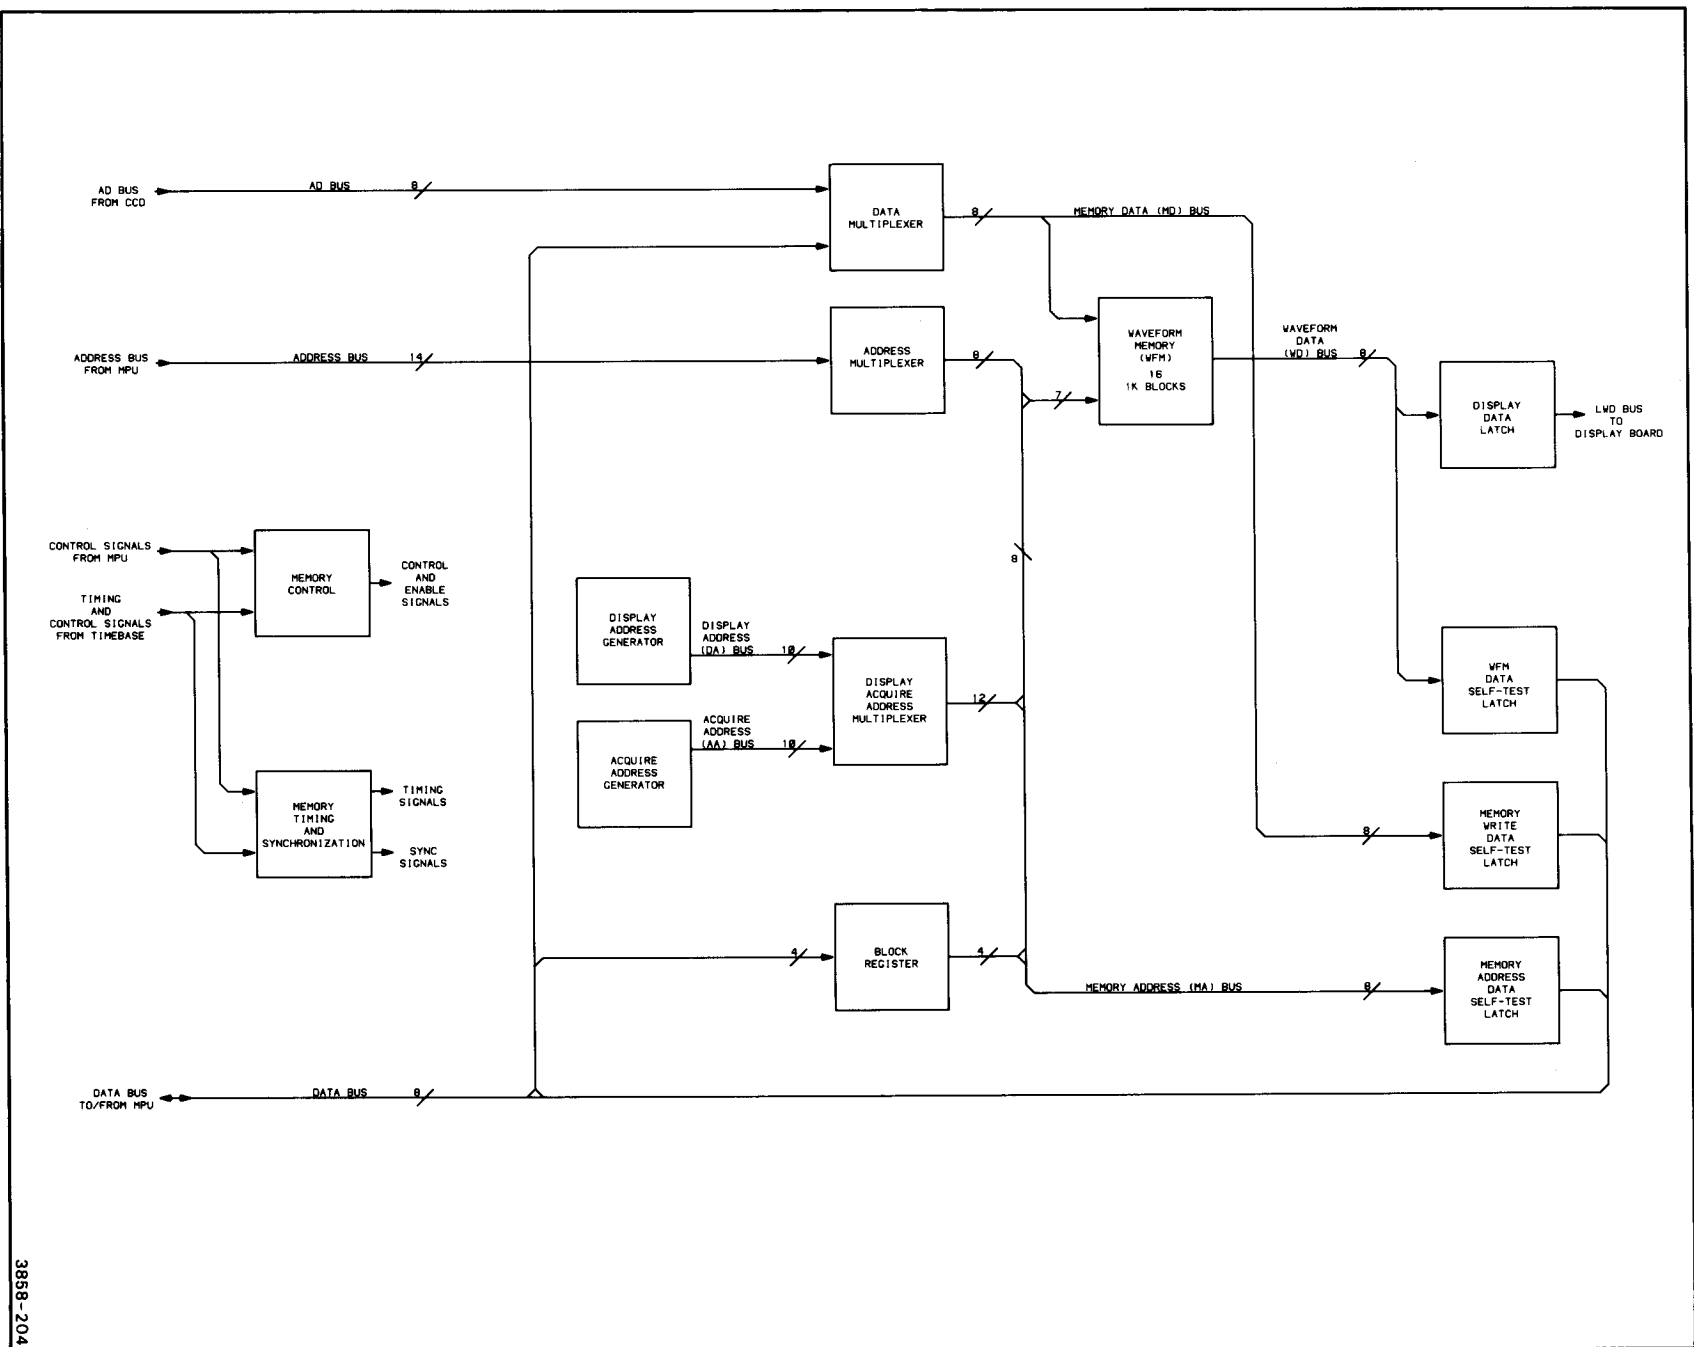 AD BUS
FROM CCD
AD BUS
8
DATA
MULTIPLEXER
8
MEMORY DATA (MD) BUS
ADDRESS BUS
FROM MPU
ADDRESS BUS
14
ADDRESS
MULTIPLEXER
8
7
WAVEFORM
MEMORY
(WFM)
16
1K BLOCKS
WAVEFORM
DATA
(WD) BUS
8
DISPLAY
DATA
LATCH
LWD BUS
TO
DISPLAY BOARD
CONTROL SIGNALS
FROM MPU
TIMING
AND
CONTROL SIGNALS
FROM TIMEBASE
MEMORY
CONTROL
CONTROL
AND
ENABLE
SIGNALS
8
DISPLAY
ADDRESS
GENERATOR
DISPLAY
ADDRESS
(DA) BUS
10
DISPLAY
ACQUIRE
ADDRESS
MULTIPLEXER
12
ACQUIRE
ADDRESS
GENERATOR
ACQUIRE
ADDRESS
(AA) BUS
10
WFM
DATA
SELF-TEST
LATCH
MEMORY
TIMING
AND
SYNCHRONIZATION
TIMING
SIGNALS
SYNC
SIGNALS
8
MEMORY
WRITE
DATA
SELF-TEST
LATCH
4
BLOCK
REGISTER
4
MEMORY ADDRESS (MA) BUS
8
MEMORY
ADDRESS
DATA
SELF-TEST
LATCH
DATA BUS
TO/FROM MPU
DATA BUS
8
3858-204